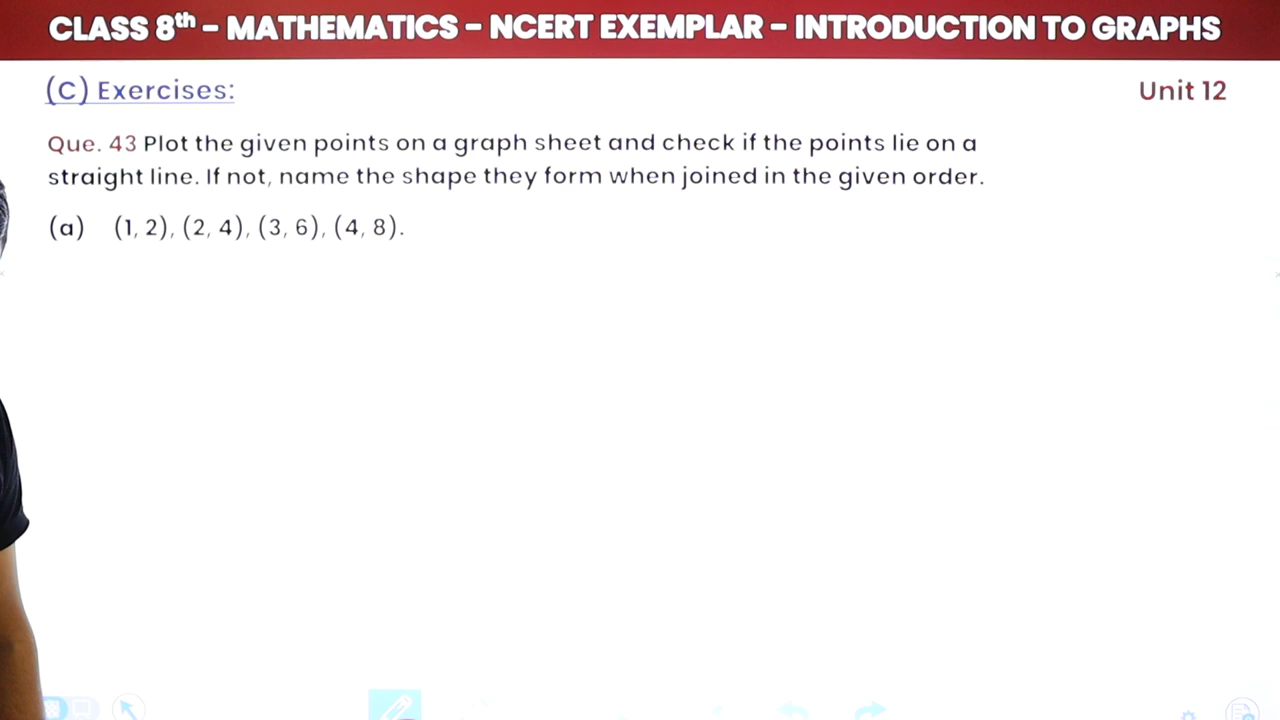 CLASS 8th – MATHEMATICS – NCERT EXEMPLAR – INTRODUCTION TO GRAPHS
(C) Exercises:
Unit 12
Que. 43 Plot the given points on a graph sheet and check if the points lie on a
straight line. If not, name the shape they form when joined in the given order.
(a) (1, 2), (2, 4), (3, 6), (4, 8).